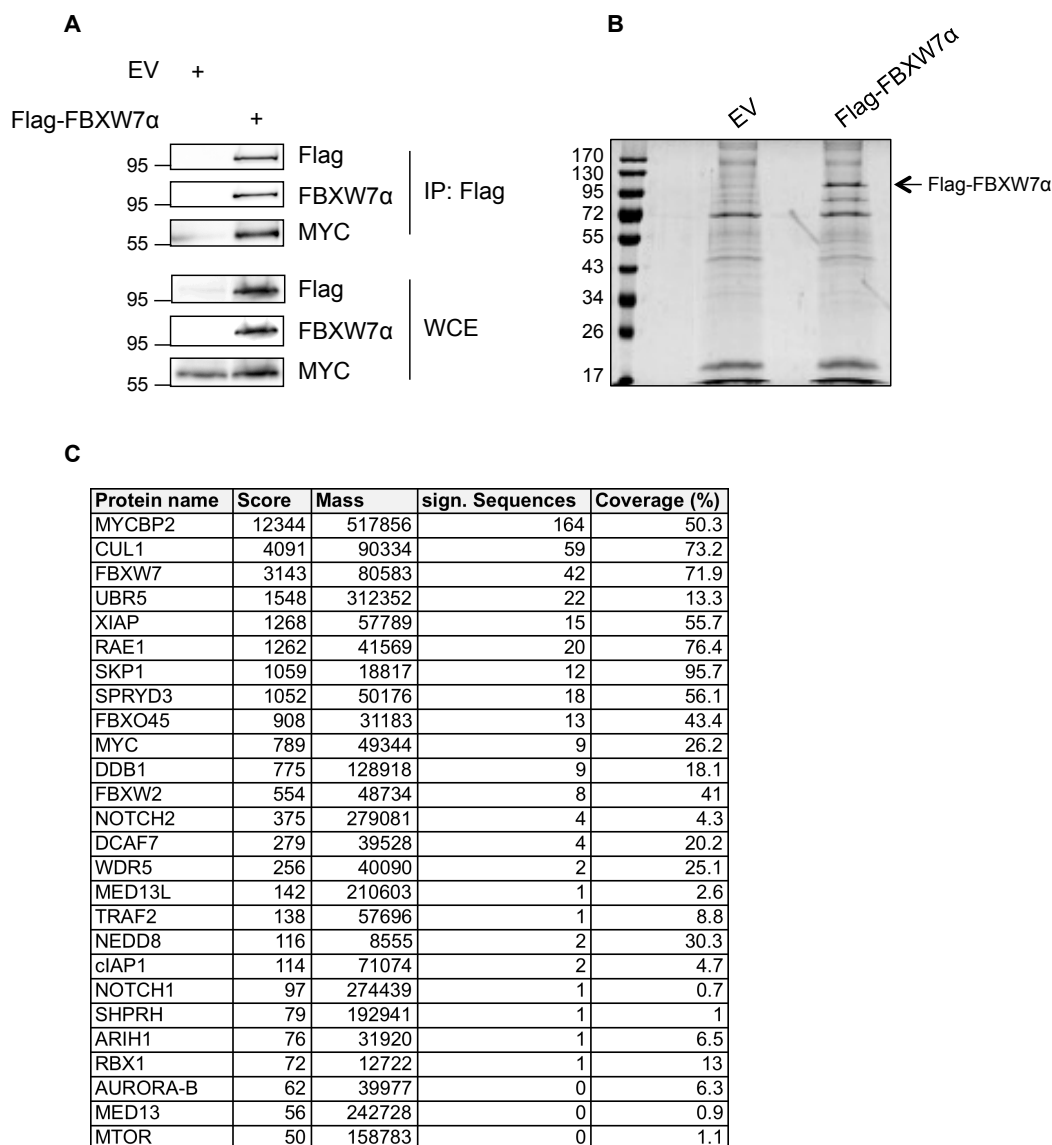 A
EV +
Flag-FBXW7α +
95 Flag
95 FBXW7α IP: Flag
55 MYC
95 Flag
95 FBXW7α WCE
55 MYC
B
EV Flag-FBXW7α
170
130
95 Flag-FBXW7α
72
55
43
34
26
17
C
Protein name Score Mass sign. Sequences Coverage (%)
MYCBP2 12344 517856 164 50.3
CUL1 4091 90334 59 73.2
FBXW7 3143 80583 42 71.9
UBR5 1548 312352 22 13.3
XIAP 1268 57789 15 55.7
RAE1 1262 41569 20 76.4
SKP1 1059 18817 12 95.7
SPRYD3 1052 50176 18 56.1
FBXO45 908 31183 13 43.4
MYC 789 49344 9 26.2
DDB1 775 128918 9 18.1
FBXW2 554 48734 8 41
NOTCH2 375 279081 4 4.3
DCAF7 279 39528 4 20.2
WDR5 256 40090 2 25.1
MED13L 142 210603 1 2.6
TRAF2 138 57696 1 8.8
NEDD8 116 8555 2 30.3
cIAP1 114 71074 2 4.7
NOTCH1 97 274439 1 0.7
SHPRH 79 192941 1 1
ARIH1 76 31920 1 6.5
RBX1 72 12722 1 13
AURORA-B 62 39977 0 6.3
MED13 56 242728 0 0.9
MTOR 50 158783 0 1.1